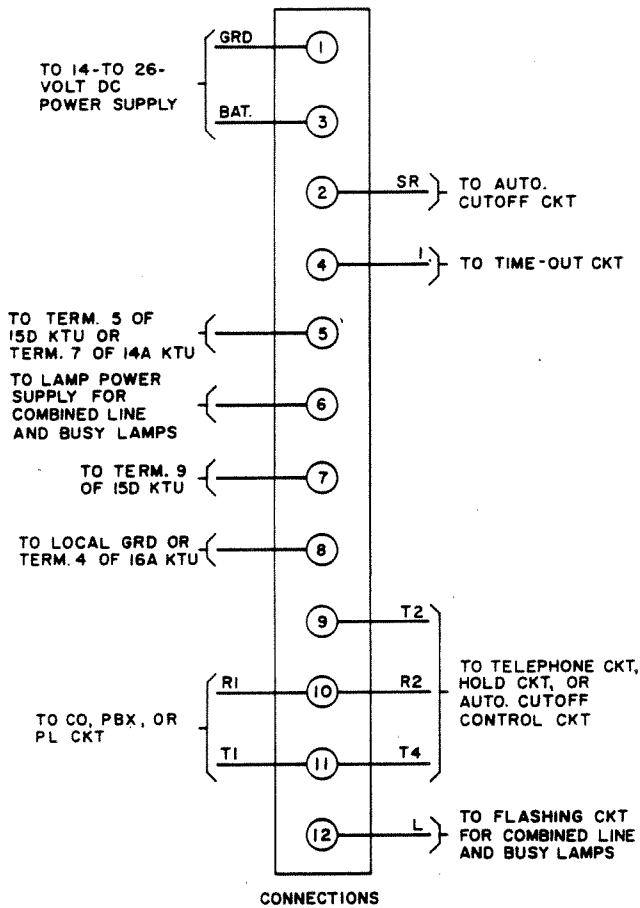 GRD
1
TO 14-TO 26-
VOLT DC
POWER SUPPLY
BAT.
3
2
SR
TO AUTO.
CUTOFF CKT
4
1
TO TIME-OUT CKT
TO TERM. 5 OF
15D KTU OR
TERM. 7 OF 14A KTU
5
TO LAMP POWER
SUPPLY FOR
COMBINED LINE
AND BUSY LAMPS
6
TO TERM. 9
OF 15D KTU
7
TO LOCAL GRD OR
TERM. 4 OF 16A KTU
8
9
T2
R1
10
R2
TO TELEPHONE CKT,
HOLD CKT, OR
AUTO. CUTOFF
CONTROL CKT
TO CO, PBX, OR
PL CKT
T1
11
T4
12
L
TO FLASHING CKT
FOR COMBINED LINE
AND BUSY LAMPS
CONNECTIONS